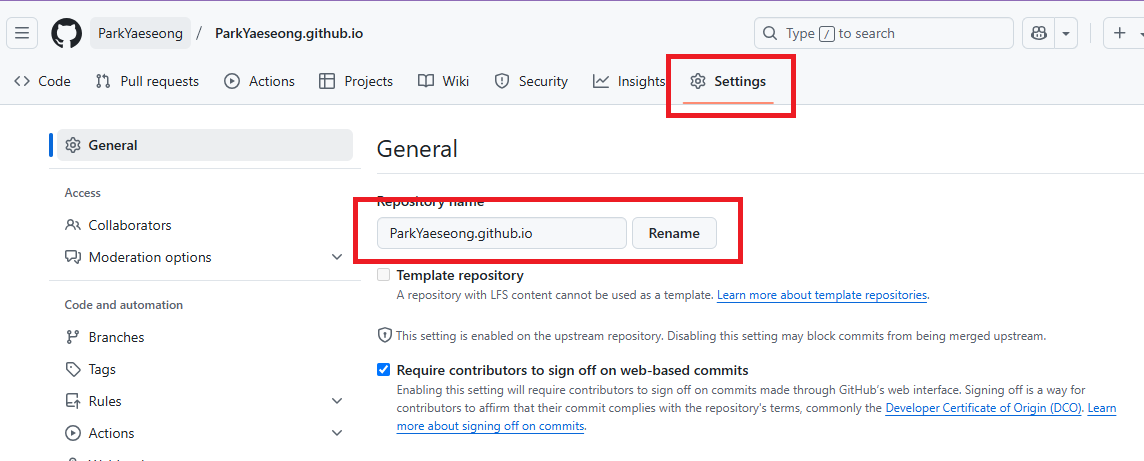 ParkYaeseong / ParkYaeseong.github.io Type / to search
Code Pull requests Actions Projects Wiki Security Insights Settings
General
General
Access
Repository name
Collaborators
ParkYaeseong.github.io Rename
Moderation options
Template repository
A repository with LFS content cannot be used as a template. Learn more about template repositories.
Code and automation
Branches
This setting is enabled on the upstream repository. Disabling this setting may block commits from being merged upstream.
Tags
Require contributors to sign off on web-based commits
Enabling this setting will require contributors to sign off on commits made through GitHub's web interface. Signing off is a way for
Rules
contributors to affirm that their commit complies with the repository's terms, commonly the Developer Certificate of Origin (DCO). Learn
more about signing off on commits.
Actions